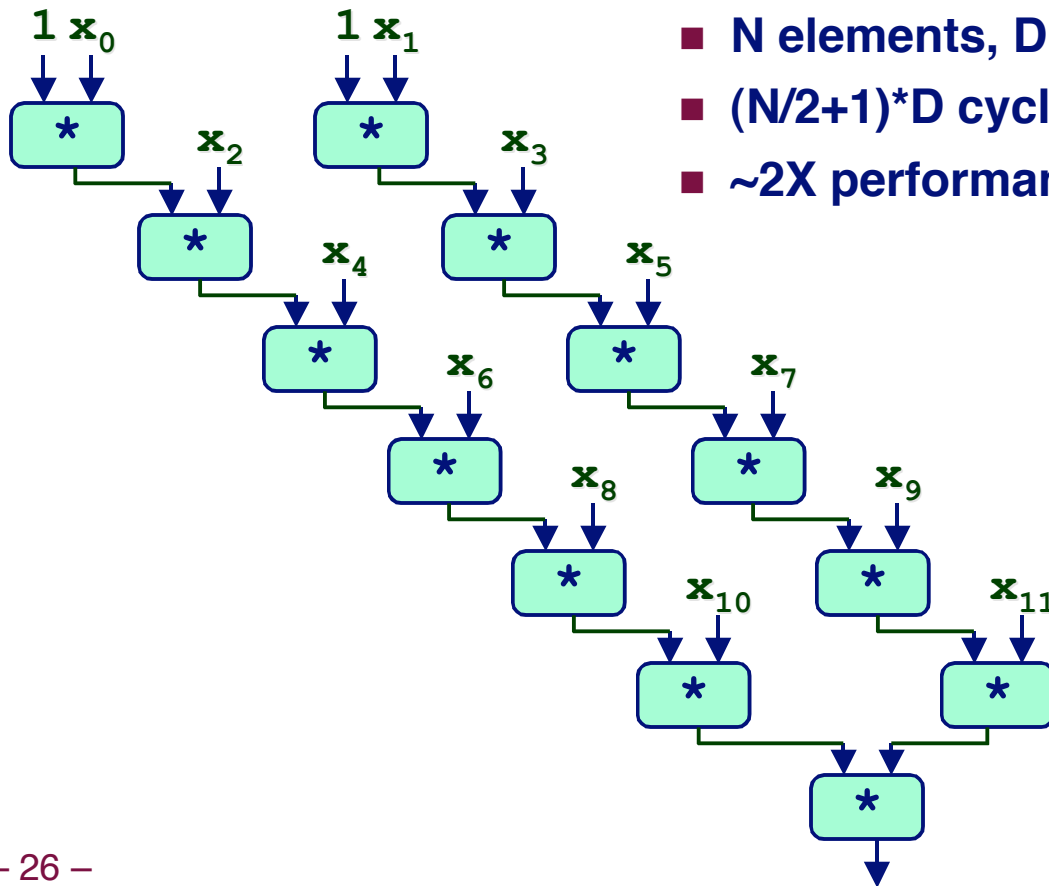 1 x₀ 1 x₁
■ N elements, D
■ (N/2+1)*D cycl
■ ~2X performa
* *
x₂ x₃
* *
x₄ x₅
* *
x₆ x₇
* *
x₈ x₉
* *
x₁₀ x₁₁
* *
*
– 26 –